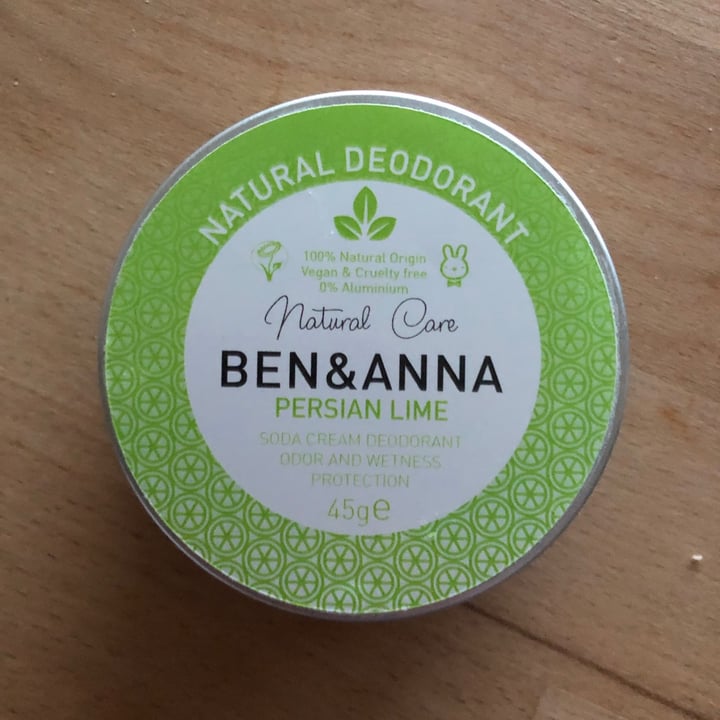 NATURAL DEODORANT
100% Natural Origin
Vegan & Cruelty free
0% Aluminium
Natural Care
BEN&ANNA
PERSIAN LIME
SODA CREAM DEODORANT
ODOR AND WETNESS
PROTECTION
45g℮